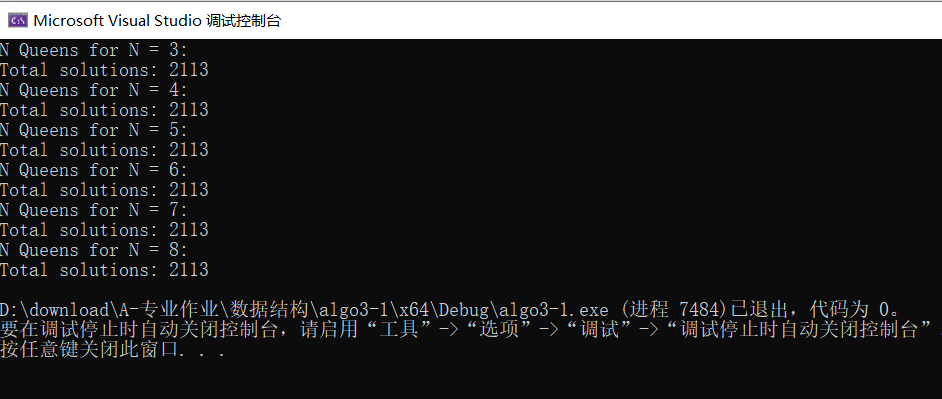 C:\
Microsoft Visual Studio 调试控制台
N Queens for N = 3:
Total solutions: 2113
N Queens for N = 4:
Total solutions: 2113
N Queens for N = 5:
Total solutions: 2113
N Queens for N = 6:
Total solutions: 2113
N Queens for N = 7:
Total solutions: 2113
N Queens for N = 8:
Total solutions: 2113
D:\download\A-专业作业\数据结构\algo3-1\x64\Debug\algo3-1.exe (进程 7484)已退出，代码为 0。
要在调试停止时自动关闭控制台，请启用“工具”->“选项”->“调试”->“调试停止时自动关闭控制台”。
按任意键关闭此窗口. . .